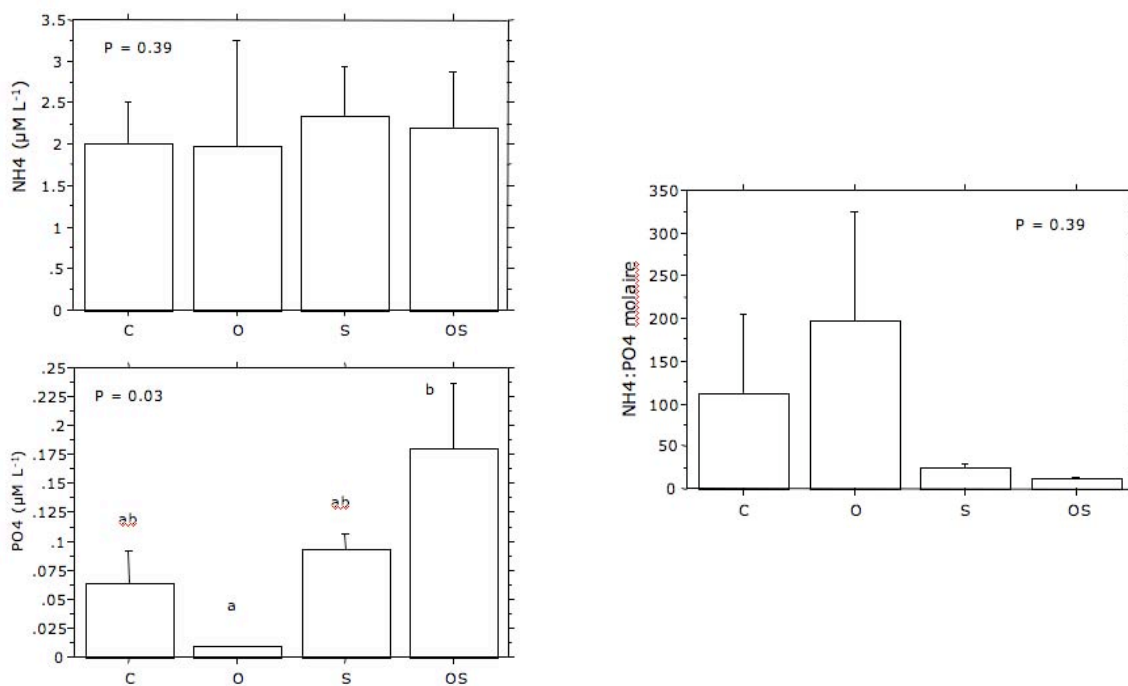 3.5
3
2.5
2
1.5
1
.5
0
NH4 (µM L-1)
P = 0.39
C O S OS
.25
.225
.2
.175
.15
.125
.1
.075
.05
.025
0
PO4 (µM L-1)
P = 0.03
ab
a
ab
b
C O S OS
350
300
250
200
150
100
50
0
NH4:PO4 molaire
P = 0.39
C O S OS